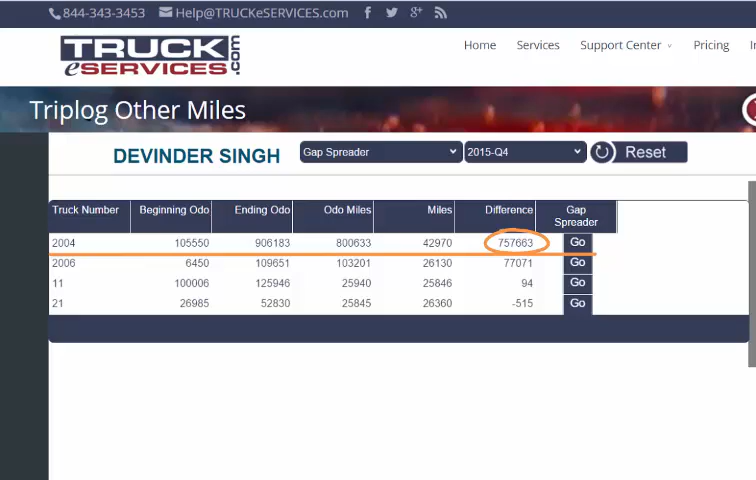 844-343-3453 Help@TRUCKeSERVICES.com
TRUCK
eSERVICES
.com
Home Services Support Center Pricing
Triplog Other Miles
DEVINDER SINGH Gap Spreader 2015-Q4 Reset
Truck Number Beginning Odo Ending Odo Odo Miles Miles Difference Gap Spreader
2004 105550 906183 800633 42970 757663 Go
2006 6450 109651 103201 26130 77071 Go
11 100006 125946 25940 25846 94 Go
21 26985 52830 25845 26360 -515 Go